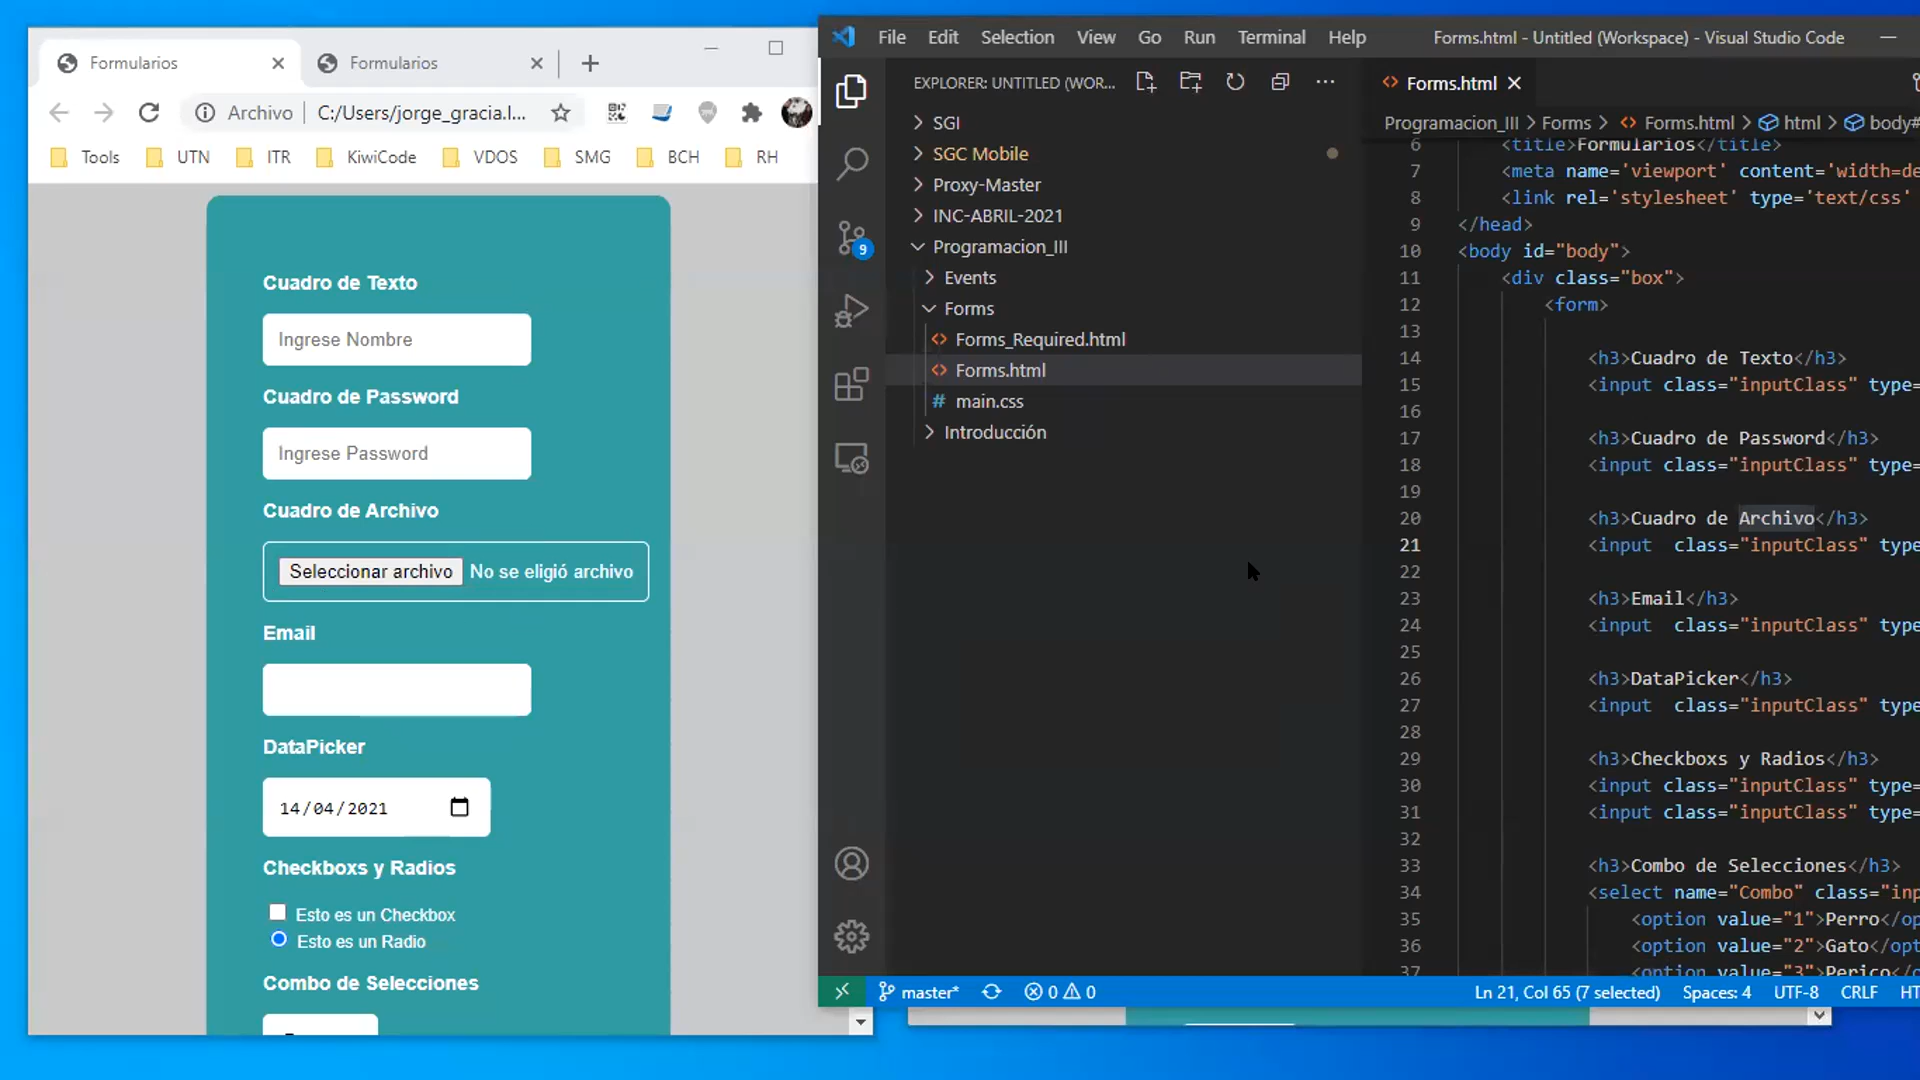 Formularios
Formularios
Archivo
C:/Users/jorge_gracia.l...
Tools
UTN
ITR
KiwiCode
VDOS
SMG
BCH
RH
Cuadro de Texto
Ingrese Nombre
Cuadro de Password
Ingrese Password
Cuadro de Archivo
Seleccionar archivo No se eligió archivo
Email
DataPicker
14/04/2021
Checkboxs y Radios
Esto es un Checkbox
Esto es un Radio
Combo de Selecciones
File Edit Selection View Go Run Terminal Help
Forms.html - Untitled (Workspace) - Visual Studio Code
EXPLORER: UNTITLED (WOR...
SGI
SGC Mobile
Proxy-Master
INC-ABRIL-2021
Programacion_III
Events
Forms
Forms_Required.html
Forms.html
main.css
Introducción
9
Forms.html
Programacion_III > Forms > Forms.html > html > body#
6 <title>Formularios</title>
7 <meta name='viewport' content='width=de
8 <link rel='stylesheet' type='text/css'
9 </head>
10 <body id="body">
11 <div class="box">
12 <form>
13
14 <h3>Cuadro de Texto</h3>
15 <input class="inputClass" type=
16
17 <h3>Cuadro de Password</h3>
18 <input class="inputClass" type=
19
20 <h3>Cuadro de Archivo</h3>
21 <input class="inputClass" type
22
23 <h3>Email</h3>
24 <input class="inputClass" type
25
26 <h3>DataPicker</h3>
27 <input class="inputClass" type
28
29 <h3>Checkboxs y Radios</h3>
30 <input class="inputClass" type=
31 <input class="inputClass" type=
32
33 <h3>Combo de Selecciones</h3>
34 <select name="Combo" class="inp
35 <option value="1">Perro</op
36 <option value="2">Gato</opt
37 <option value="3">Perico</o
master* 0 0
Ln 21, Col 65 (7 selected) Spaces: 4 UTF-8 CRLF HT